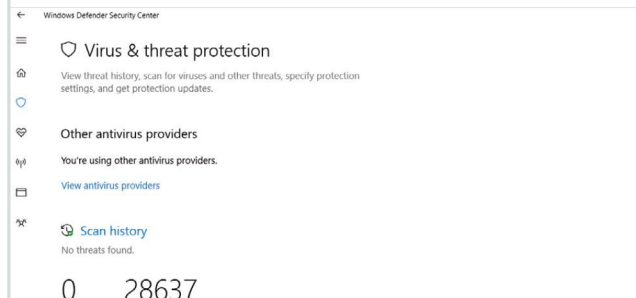 Windows Defender Security Center
Virus & threat protection
View threat history, scan for viruses and other threats, specify protection
settings, and get protection updates.
Other antivirus providers
You're using other antivirus providers.
View antivirus providers
Scan history
No threats found.
0 28637